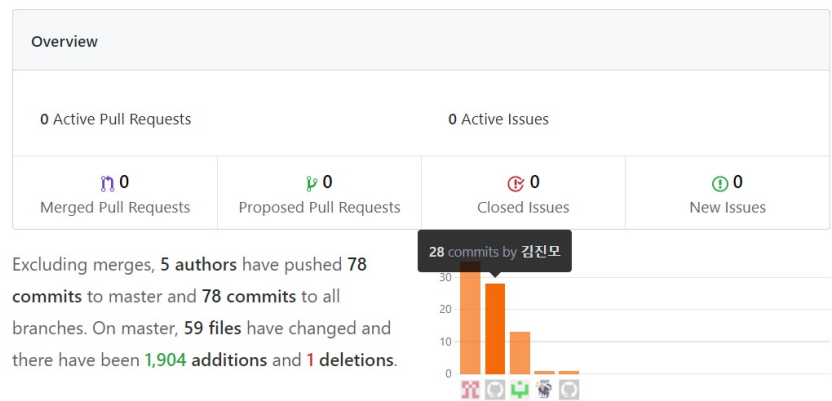 Overview
0 Active Pull Requests
0 Active Issues
0
Merged Pull Requests
0
Proposed Pull Requests
0
Closed Issues
0
New Issues
Excluding merges, 5 authors have pushed 78
commits to master and 78 commits to all
branches. On master, 59 files have changed and
there have been 1,904 additions and 1 deletions.
28 commits by 김진모
30
20
10
0